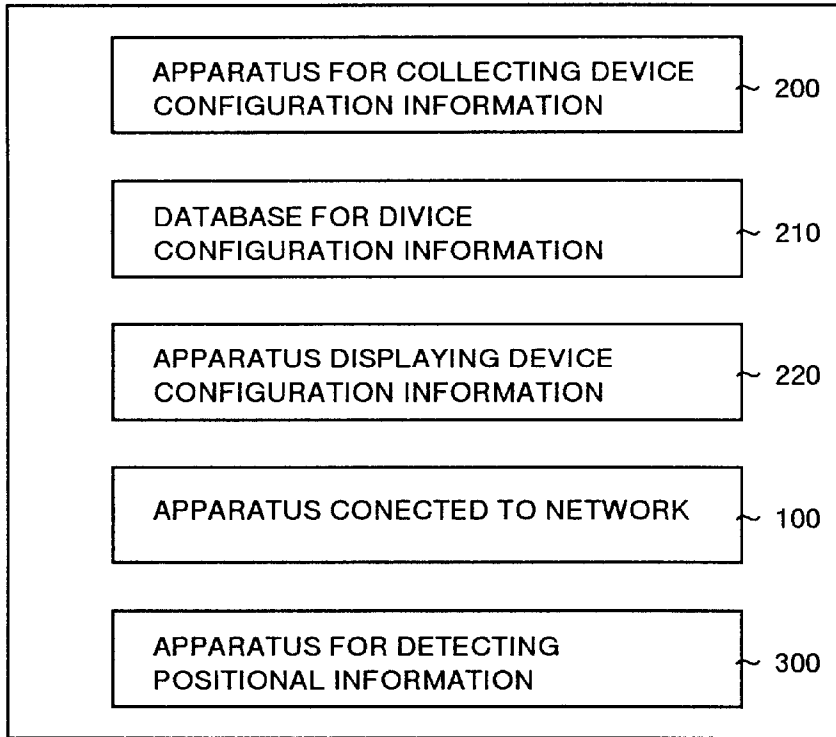 APPARATUS FOR COLLECTING DEVICE
CONFIGURATION INFORMATION
200
DATABASE FOR DIVICE
CONFIGURATION INFORMATION
210
APPARATUS DISPLAYING DEVICE
CONFIGURATION INFORMATION
220
APPARATUS CONECTED TO NETWORK
100
APPARATUS FOR DETECTING
POSITIONAL INFORMATION
300